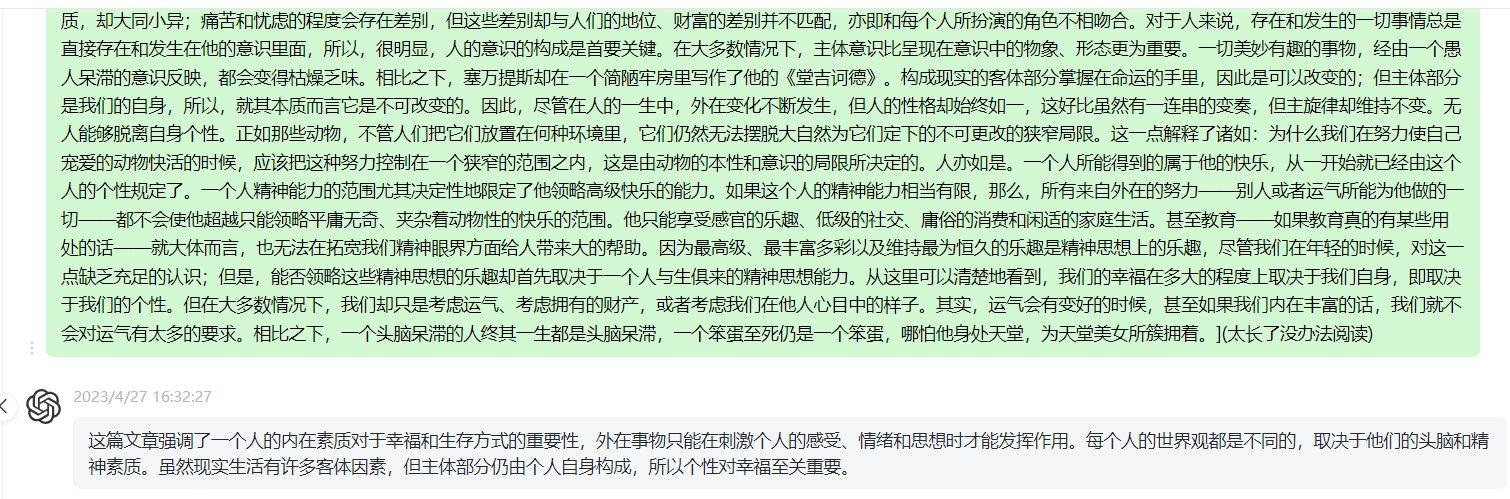 质，却大同小异；痛苦和忧虑的程度会存在差别，但这些差别却与人们的地位、财富的差别并不匹配，亦即和每个人所扮演的角色不相吻合。对于人来说，存在和发生的一切事情总是
直接存在和发生在他的意识里面，所以，很明显，人的意识的构成是首要关键。在大多数情况下，主体意识比呈现在意识中的物象、形态更为重要。一切美妙有趣的事物，经由一个愚
人呆滞的意识反映，都会变得枯燥乏味。相比之下，塞万提斯却在一个简陋牢房里写作了他的《堂吉诃德》。构成现实的客体部分掌握在命运的手里，因此是可以改变的；但主体部分
是我们的自身，所以，就其本质而言它是不可改变的。因此，尽管在人的一生中，外在变化不断发生，但人的性格却始终如一，这好比虽然有一连串的变奏，但主旋律却维持不变。无
人能够脱离自身个性。正如那些动物，不管人们把它们放置在何种环境里，它们仍然无法摆脱大自然为它们定下的不可更改的狭窄局限。这一点解释了诸如：为什么我们在努力使自己
宠爱的动物快活的时候，应该把这种努力控制在一个狭窄的范围之内，这是由动物的本性和意识的局限所决定的。人亦如是。一个人所能得到的属于他的快乐，从一开始就已经由这个
人的个性规定了。一个人精神能力的范围尤其决定性地限定了他领略高级快乐的能力。如果这个人的精神能力相当有限，那么，所有来自外在的努力——别人或者运气所能为他做的一
切——都不会使他超越只能领略平庸无奇、夹杂着动物性的快乐的范围。他只能享受感官的乐趣、低级的社交、庸俗的消费和闲适的家庭生活。甚至教育——如果教育真的有某些用
处的话——就大体而言，也无法在拓宽我们精神眼界方面给人带来大的帮助。因为最高级、最丰富多彩以及维持最为恒久的乐趣是精神思想上的乐趣，尽管我们在年轻的时候，对这一
点缺乏充足的认识；但是，能否领略这些精神思想的乐趣却首先取决于一个人与生俱来的精神思想能力。从这里可以清楚地看到，我们的幸福在多大的程度上取决于我们自身，即取决
于我们的个性。但在大多数情况下，我们却只是考虑运气、考虑拥有的财产，或者考虑我们在他人心目中的样子。其实，运气会有变好的时候，甚至如果我们内在丰富的话，我们就不
会对运气有太多的要求。相比之下，一个头脑呆滞的人终其一生都是头脑呆滞，一个笨蛋至死仍是一个笨蛋，哪怕他身处天堂，为天堂美女所簇拥着。](太长了没办法阅读)
2023/4/27 16:32:27
这篇文章强调了一个人的内在素质对于幸福和生存方式的重要性，外在事物只能在刺激个人的感受、情绪和思想时才能发挥作用。每个人的世界观都是不同的，取决于他们的头脑和精
神素质。虽然现实生活有许多客体因素，但主体部分仍由个人自身构成，所以个性对幸福至关重要。